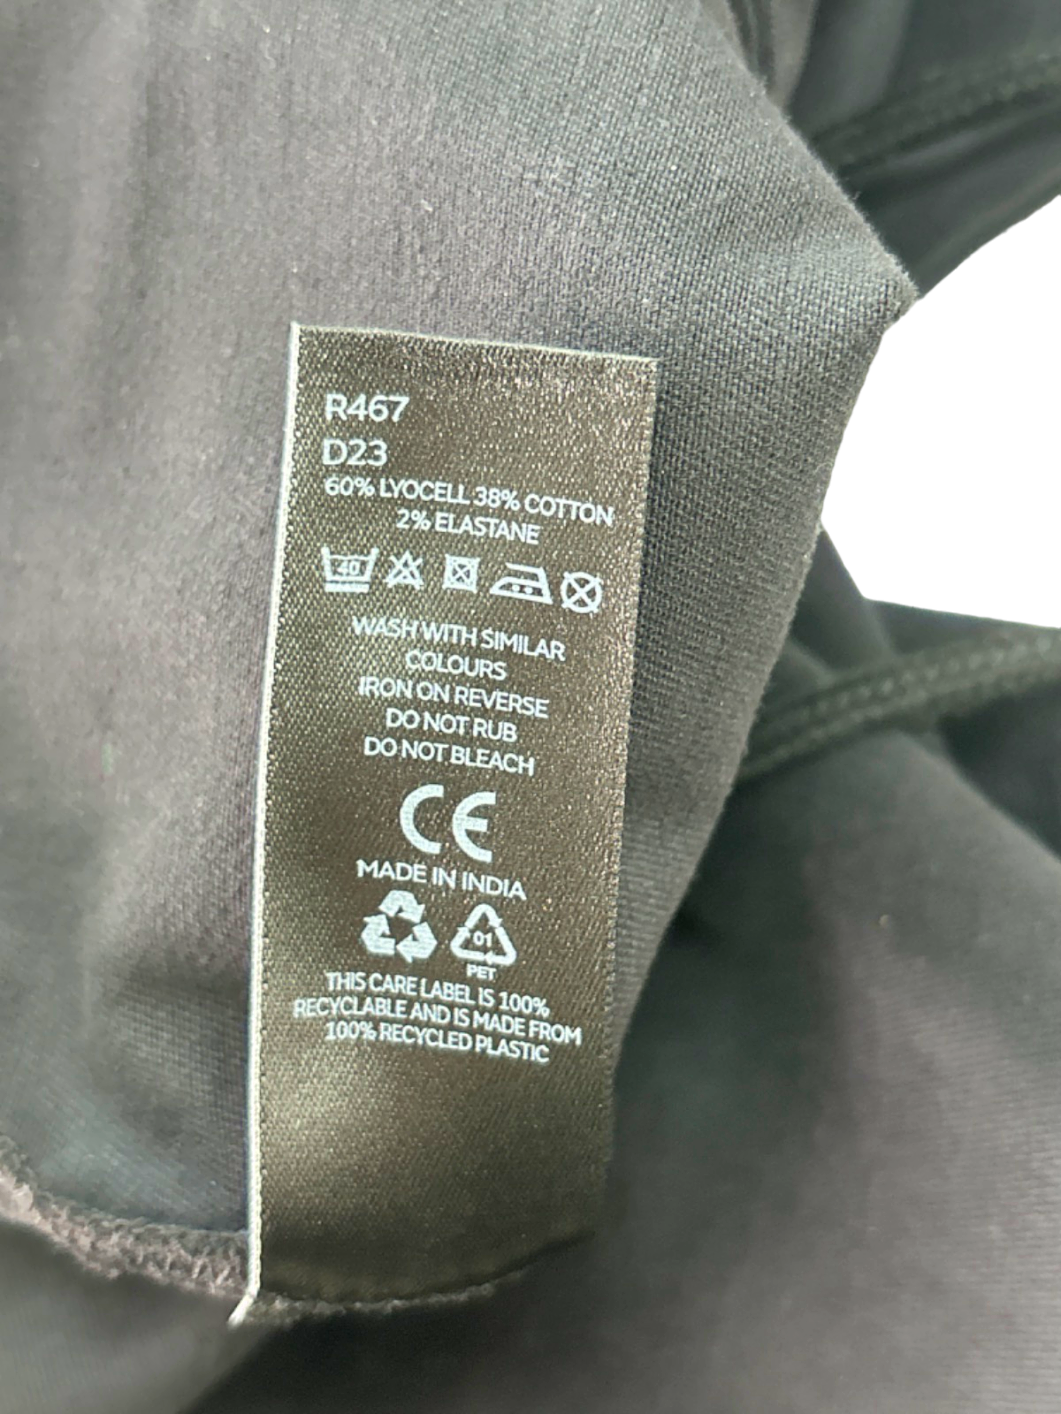 R467
D23
60% LYOCELL 38% COTTON
2% ELASTANE
40
WASH WITH SIMILAR
COLOURS
IRON ON REVERSE
DO NOT RUB
DO NOT BLEACH
CE
MADE IN INDIA
01
PET
THIS CARE LABEL IS 100%
RECYCLABLE AND IS MADE FROM
100% RECYCLED PLASTIC